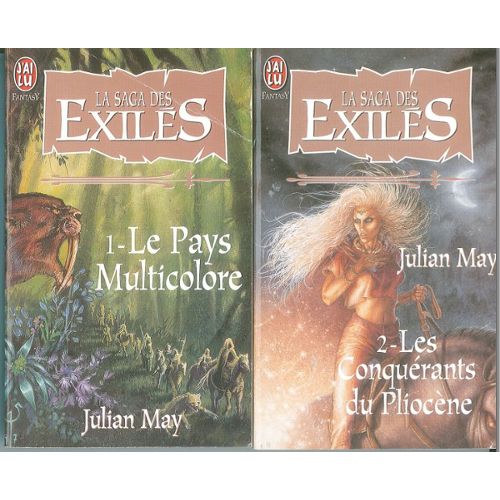 J'AI
LU
FANTASY
LA SAGA DES
EXILÉS
1-Le Pays
Multicolore
Julian May
J'AI
LU
FANTASY
LA SAGA DES
EXILÉS
Julian May
2-Les
Conquérants
du Pliocène